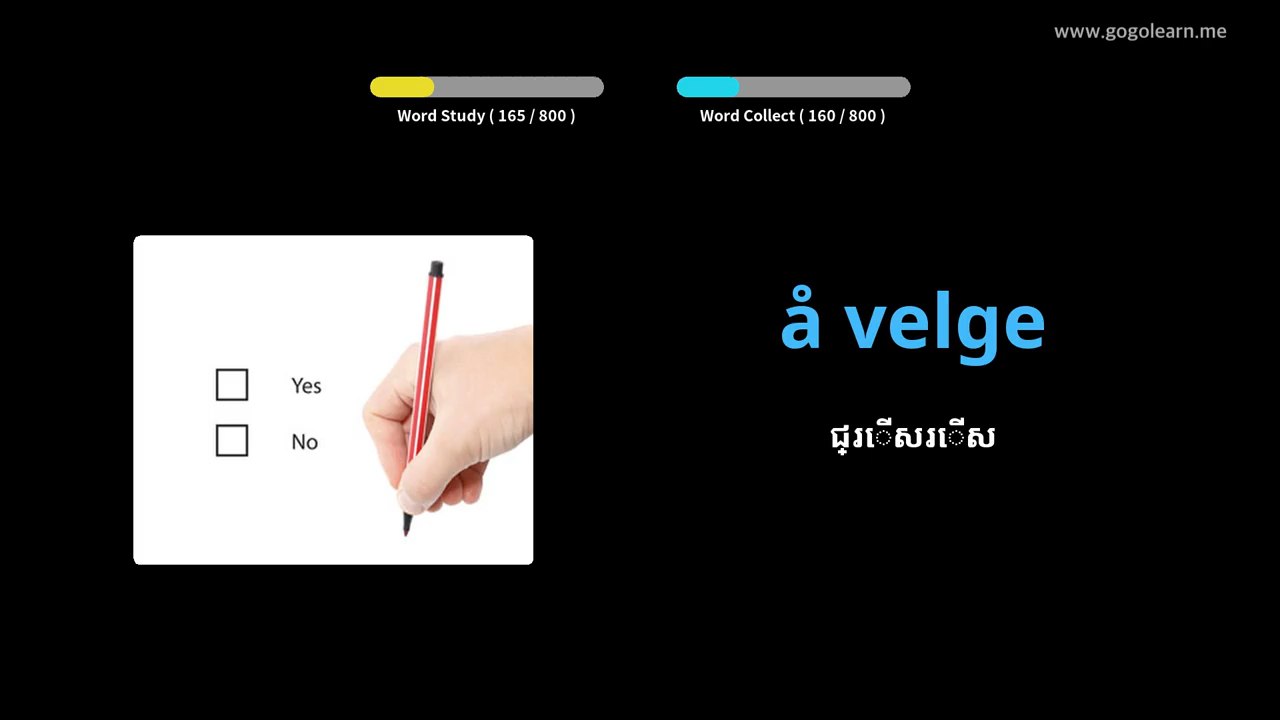 www.gogolearn.me
Word Study ( 165 / 800 )
Word Collect ( 160 / 800 )
Yes
No
å velge
ជ្រើសរើស